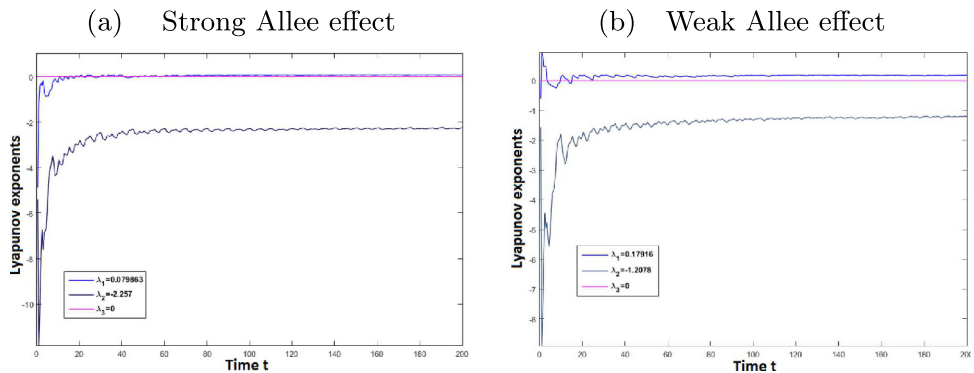 (a) Strong Allee effect
(b) Weak Allee effect
Lyapunov exponents
0
-2
-4
-6
-8
-10
λ1=0.079863
λ2=-2.257
λ3=0
0 20 40 60 80 100 120 140 160 180 200
Time t
Lyapunov exponents
0
-1
-2
-3
-4
-5
-6
-7
-8
λ1=0.17916
λ2=-1.2078
λ3=0
0 20 40 60 80 100 120 140 160 180 200
Time t